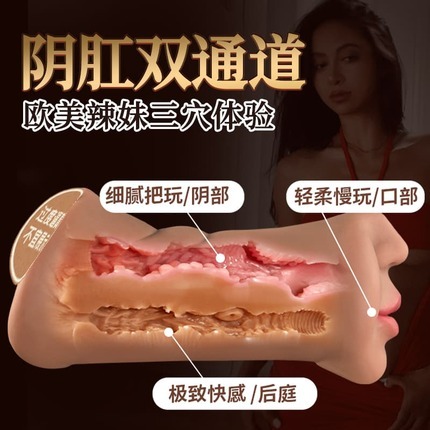 阴肛双通道
欧美辣妹三穴体验
细腻把玩/阴部
轻柔慢玩/口部
极致快感/后庭